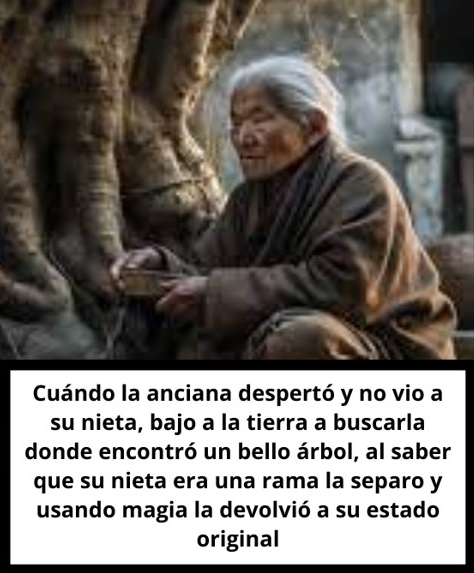 Cuándo la anciana despertó y no vio a
su nieta, bajo a la tierra a buscarla
donde encontró un bello árbol, al saber
que su nieta era una rama la separo y
usando magia la devolvió a su estado
original